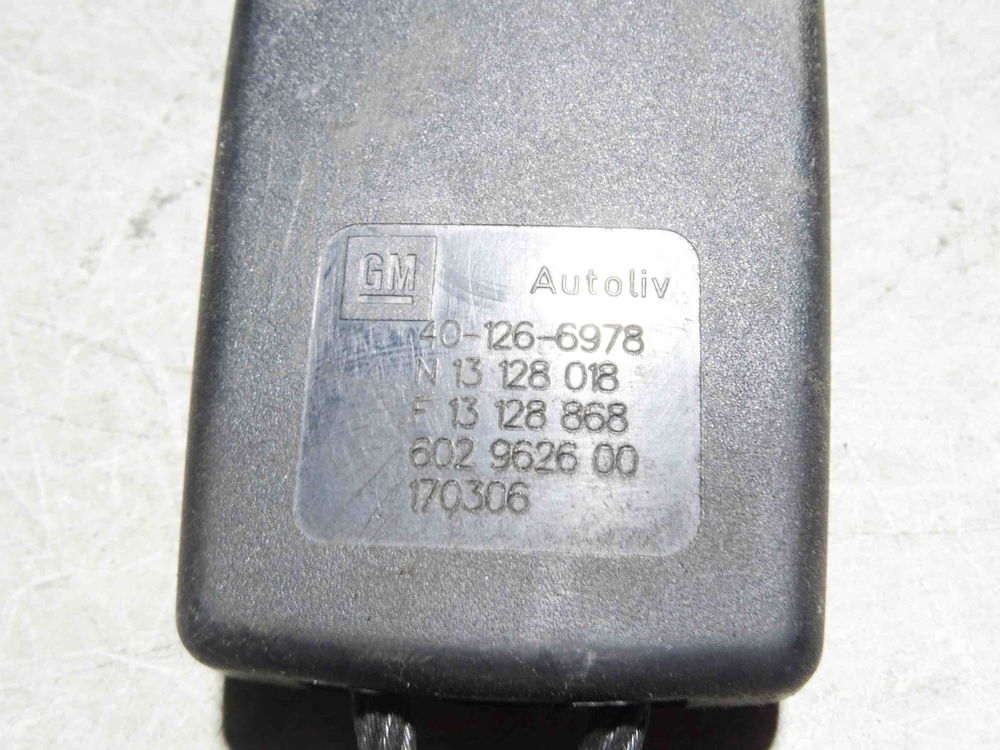 GM Autoliv
40-126-6978
N 13 128 018
F 13 128 868
602 9626 00
170306